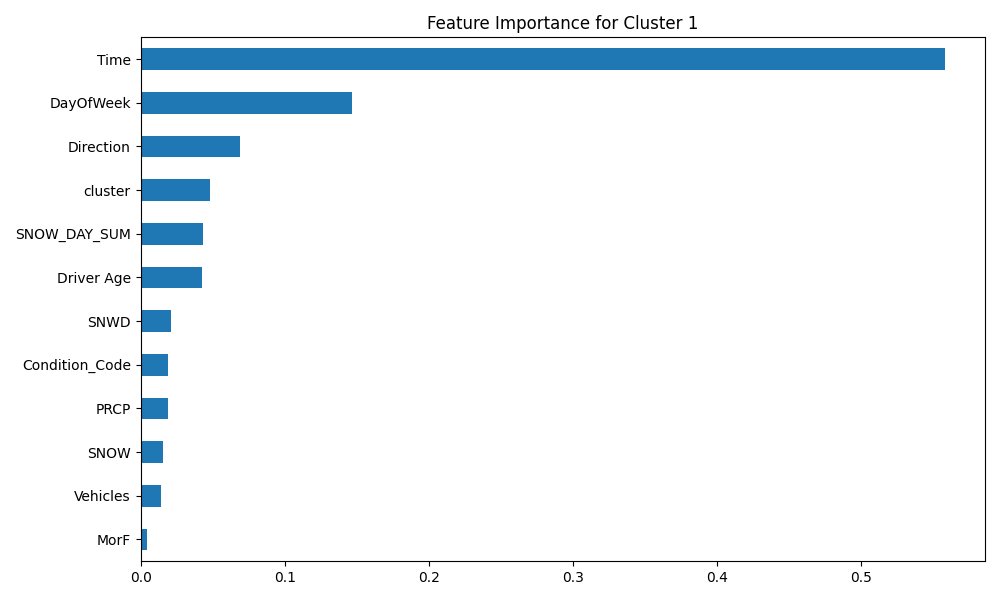 Feature Importance for Cluster 1
Time
DayOfWeek
Direction
cluster
SNOW_DAY_SUM
Driver Age
SNWD
Condition_Code
PRCP
SNOW
Vehicles
MorF
0.0 0.1 0.2 0.3 0.4 0.5